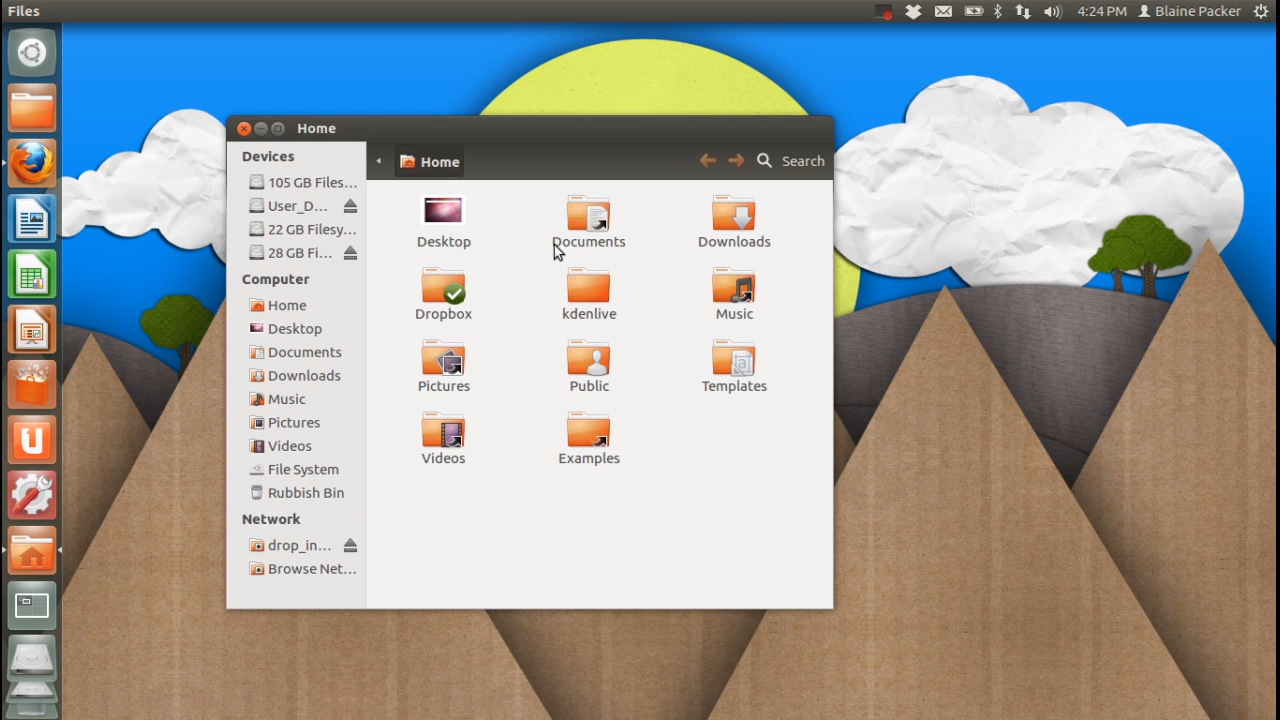 Files
4:24 PM Blaine Packer
Home
Devices
105 GB Files...
User_D...
22 GB Filesy...
28 GB Fi...
Computer
Home
Desktop
Documents
Downloads
Music
Pictures
Videos
File System
Rubbish Bin
Network
drop_in...
Browse Net...
Home Search
Desktop Documents Downloads
Dropbox kdenlive Music
Pictures Public Templates
Videos Examples